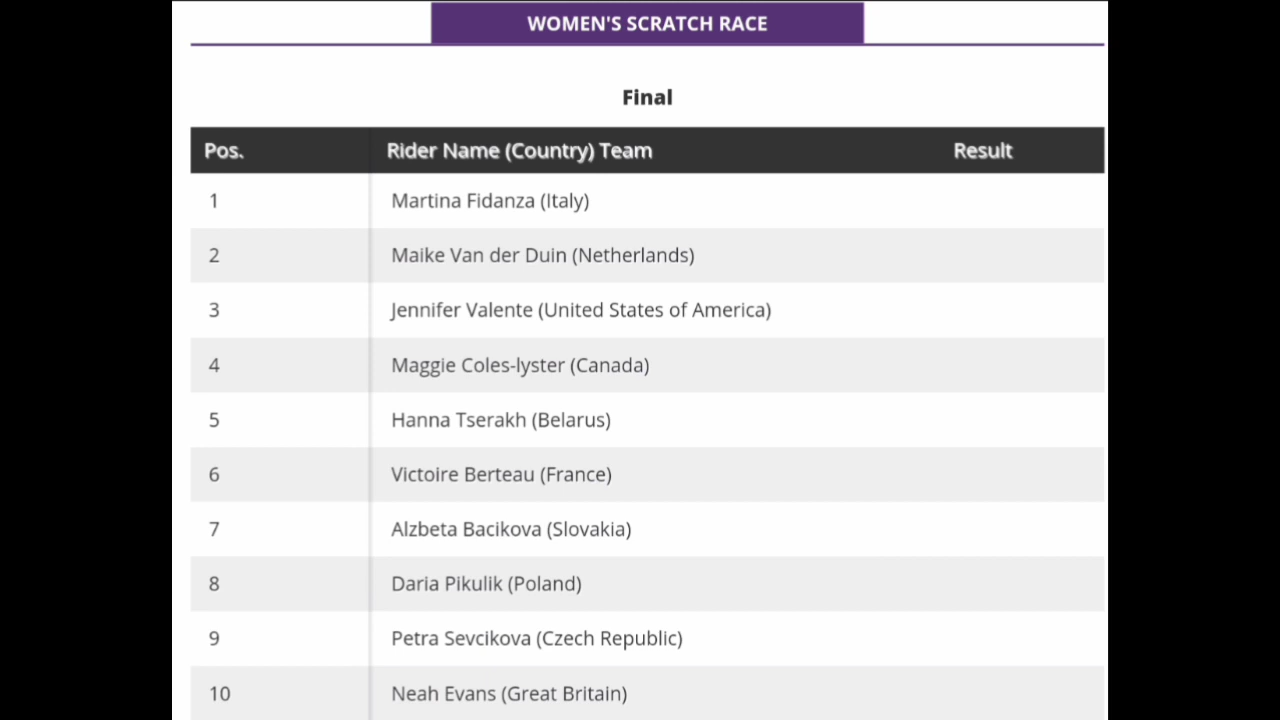 WOMEN'S SCRATCH RACE
Final
Pos. Rider Name (Country) Team Result
1 Martina Fidanza (Italy)
2 Maike Van der Duin (Netherlands)
3 Jennifer Valente (United States of America)
4 Maggie Coles-lyster (Canada)
5 Hanna Tserakh (Belarus)
6 Victoire Berteau (France)
7 Alzbeta Bacikova (Slovakia)
8 Daria Pikulik (Poland)
9 Petra Sevcikova (Czech Republic)
10 Neah Evans (Great Britain)